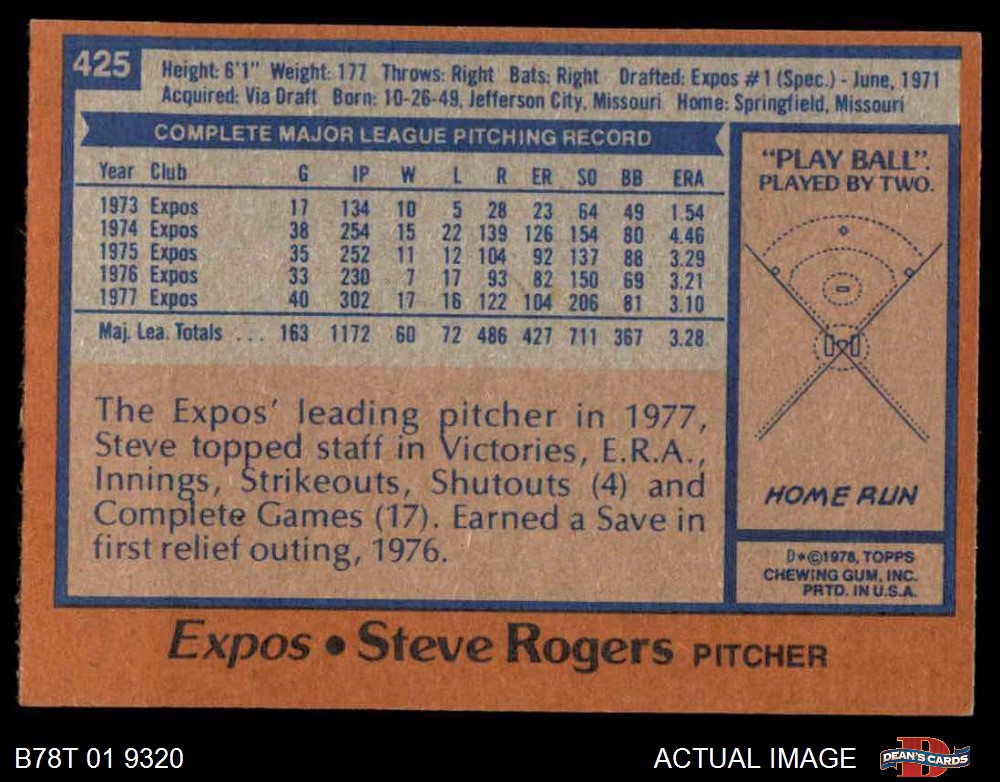 425
Height: 6'1" Weight: 177 Throws: Right Bats: Right Drafted: Expos #1 (Spec.) - June, 1971
Acquired: Via Draft Born: 10-26-49, Jefferson City, Missouri Home: Springfield, Missouri
COMPLETE MAJOR LEAGUE PITCHING RECORD
Year Club G IP W L R ER SO BB ERA
1973 Expos 17 134 10 5 28 23 64 49 1.54
1974 Expos 38 254 15 22 139 126 154 80 4.46
1975 Expos 35 252 11 12 104 92 137 88 3.29
1976 Expos 33 230 7 17 93 82 150 69 3.21
1977 Expos 40 302 17 16 122 104 206 81 3.10
Maj. Lea. Totals . . . 163 1172 60 72 486 427 711 367 3.28
The Expos' leading pitcher in 1977,
Steve topped staff in Victories, E.R.A.,
Innings, Strikeouts, Shutouts (4) and
Complete Games (17). Earned a Save in
first relief outing, 1976.
"PLAY BALL".
PLAYED BY TWO.
HOME RUN
D*©1978, TOPPS
CHEWING GUM, INC.
PRTD. IN U.S.A.
Expos • Steve Rogers PITCHER
B78T 01 9320
ACTUAL IMAGE
DEAN'S CARDS